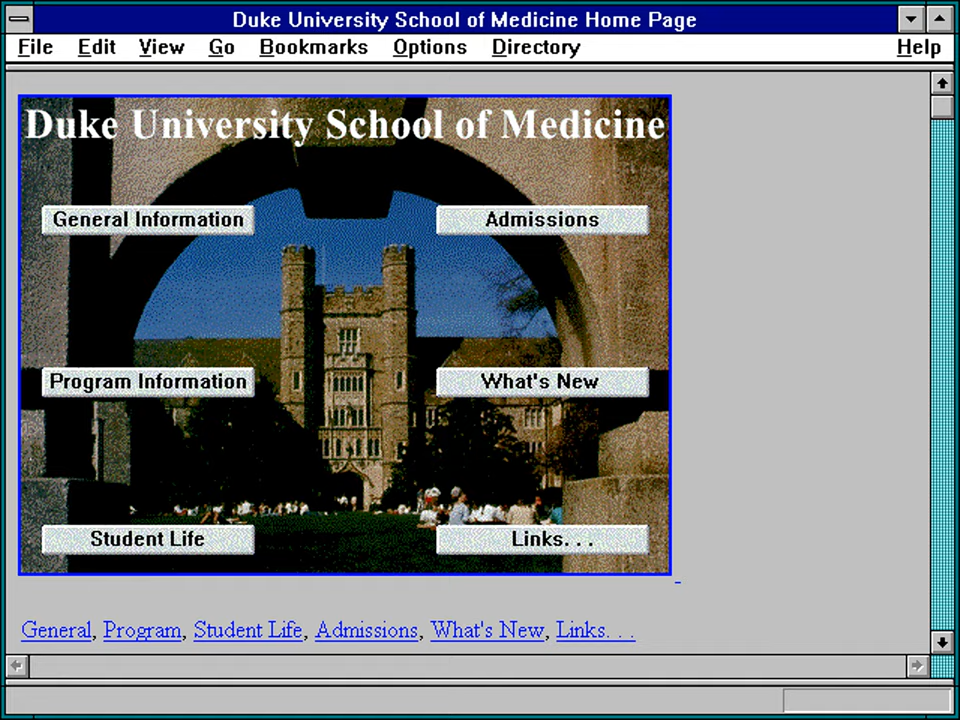 Duke University School of Medicine Home Page
File Edit View Go Bookmarks Options Directory Help
Duke University School of Medicine
General Information Admissions
Program Information What's New
Student Life Links. . .
General, Program, Student Life, Admissions, What's New, Links. . .